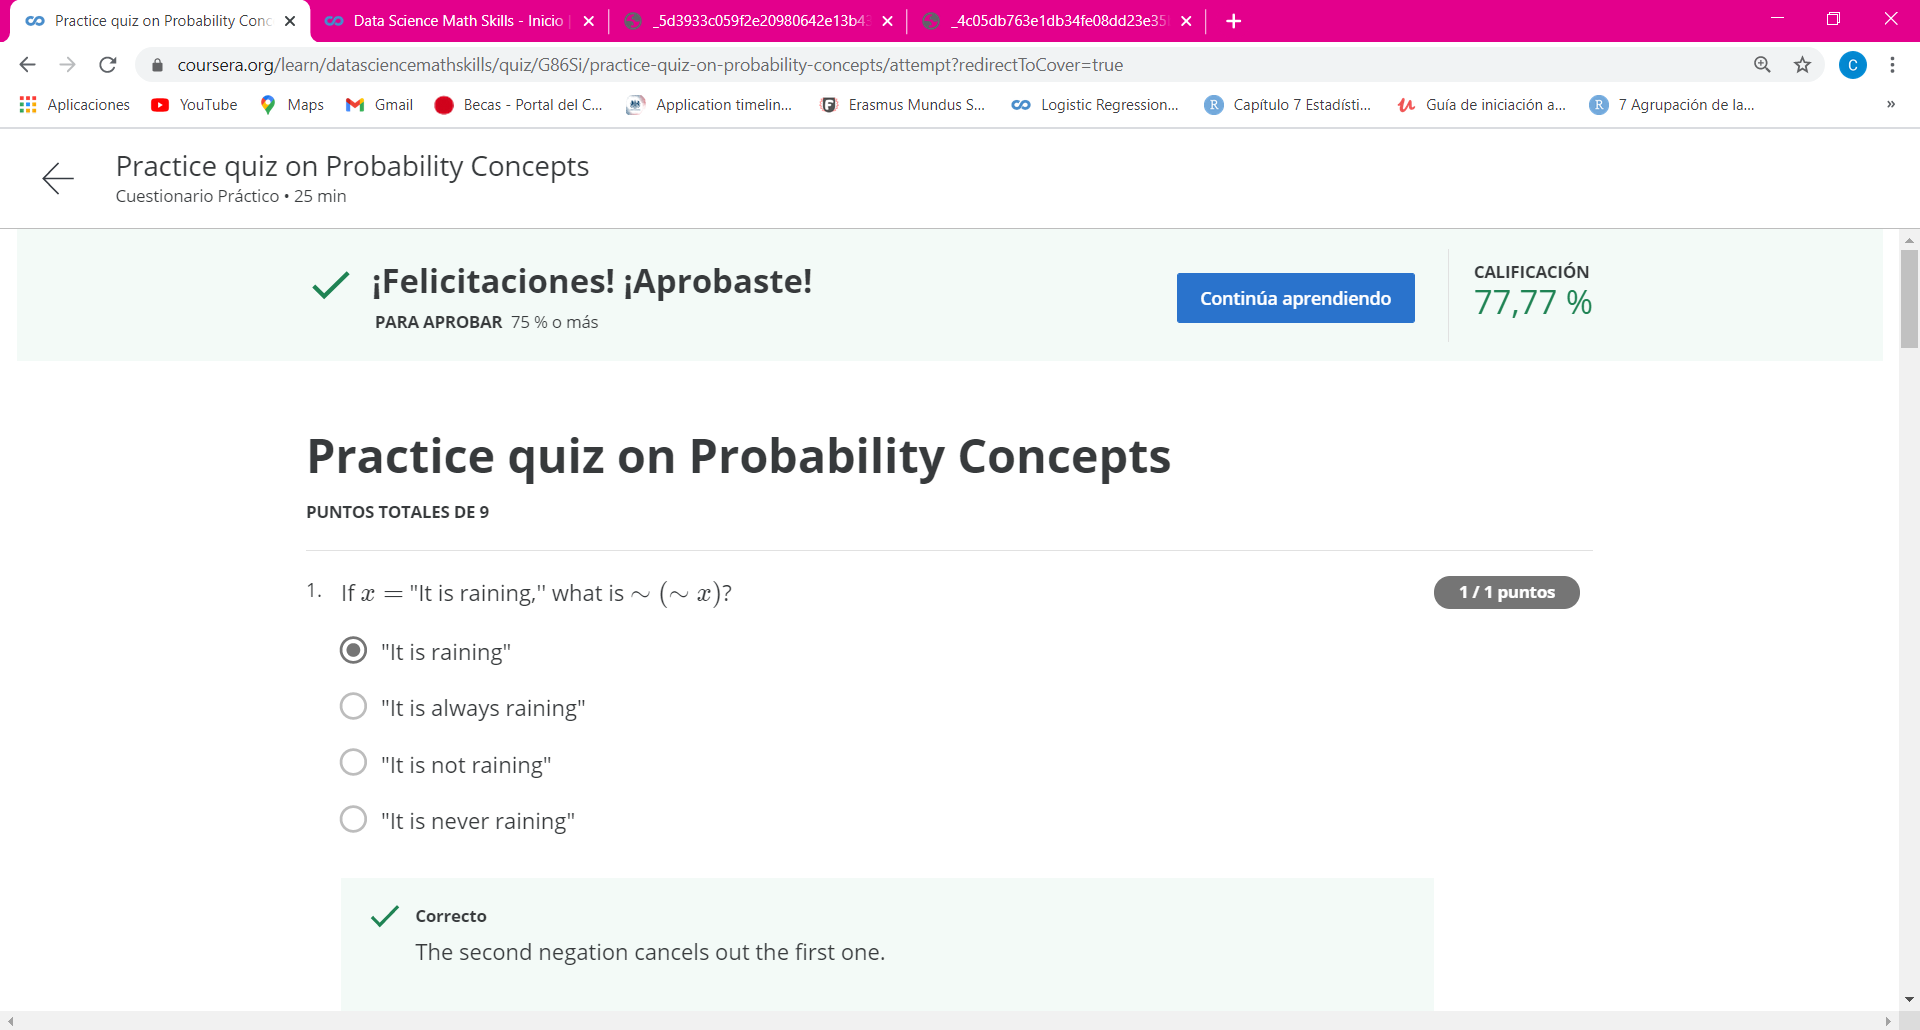 Practice quiz on Probability Conc
Data Science Math Skills - Inicio
_5d3933c059f2e20980642e13b43
_4c05db763e1db34fe08dd23e35
coursera.org/learn/datasciencemathskills/quiz/G86Si/practice-quiz-on-probability-concepts/attempt?redirectToCover=true
C
Aplicaciones YouTube Maps Gmail Becas - Portal del C... Application timelin... Erasmus Mundus S... Logistic Regression... R Capítulo 7 Estadísti... Guía de iniciación a... R 7 Agrupación de la... »
Practice quiz on Probability Concepts
Cuestionario Práctico • 25 min
¡Felicitaciones! ¡Aprobaste!
PARA APROBAR 75 % o más
Continúa aprendiendo
CALIFICACIÓN
77,77 %
Practice quiz on Probability Concepts
PUNTOS TOTALES DE 9
1. If x = "It is raining,'' what is ∼ (∼ x)?
1 / 1 puntos
"It is raining"
"It is always raining"
"It is not raining"
"It is never raining"
Correcto
The second negation cancels out the first one.